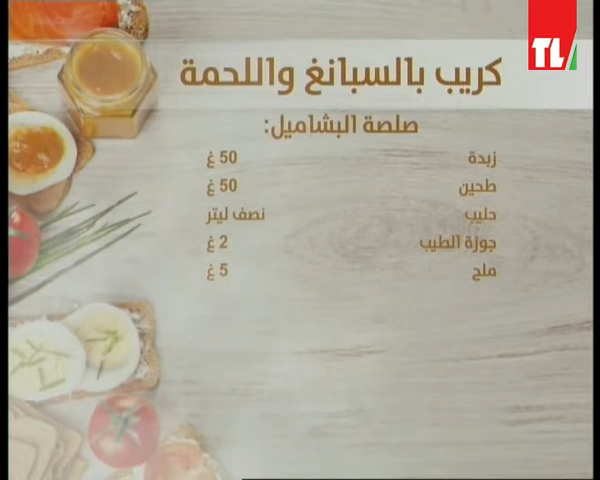 TL
كريب بالسبانغ واللحمة
صلصة البشاميل:
زبدة 50 غ
طحين 50 غ
حليب نصف ليتر
جوزة الطيب 2 غ
ملح 5 غ